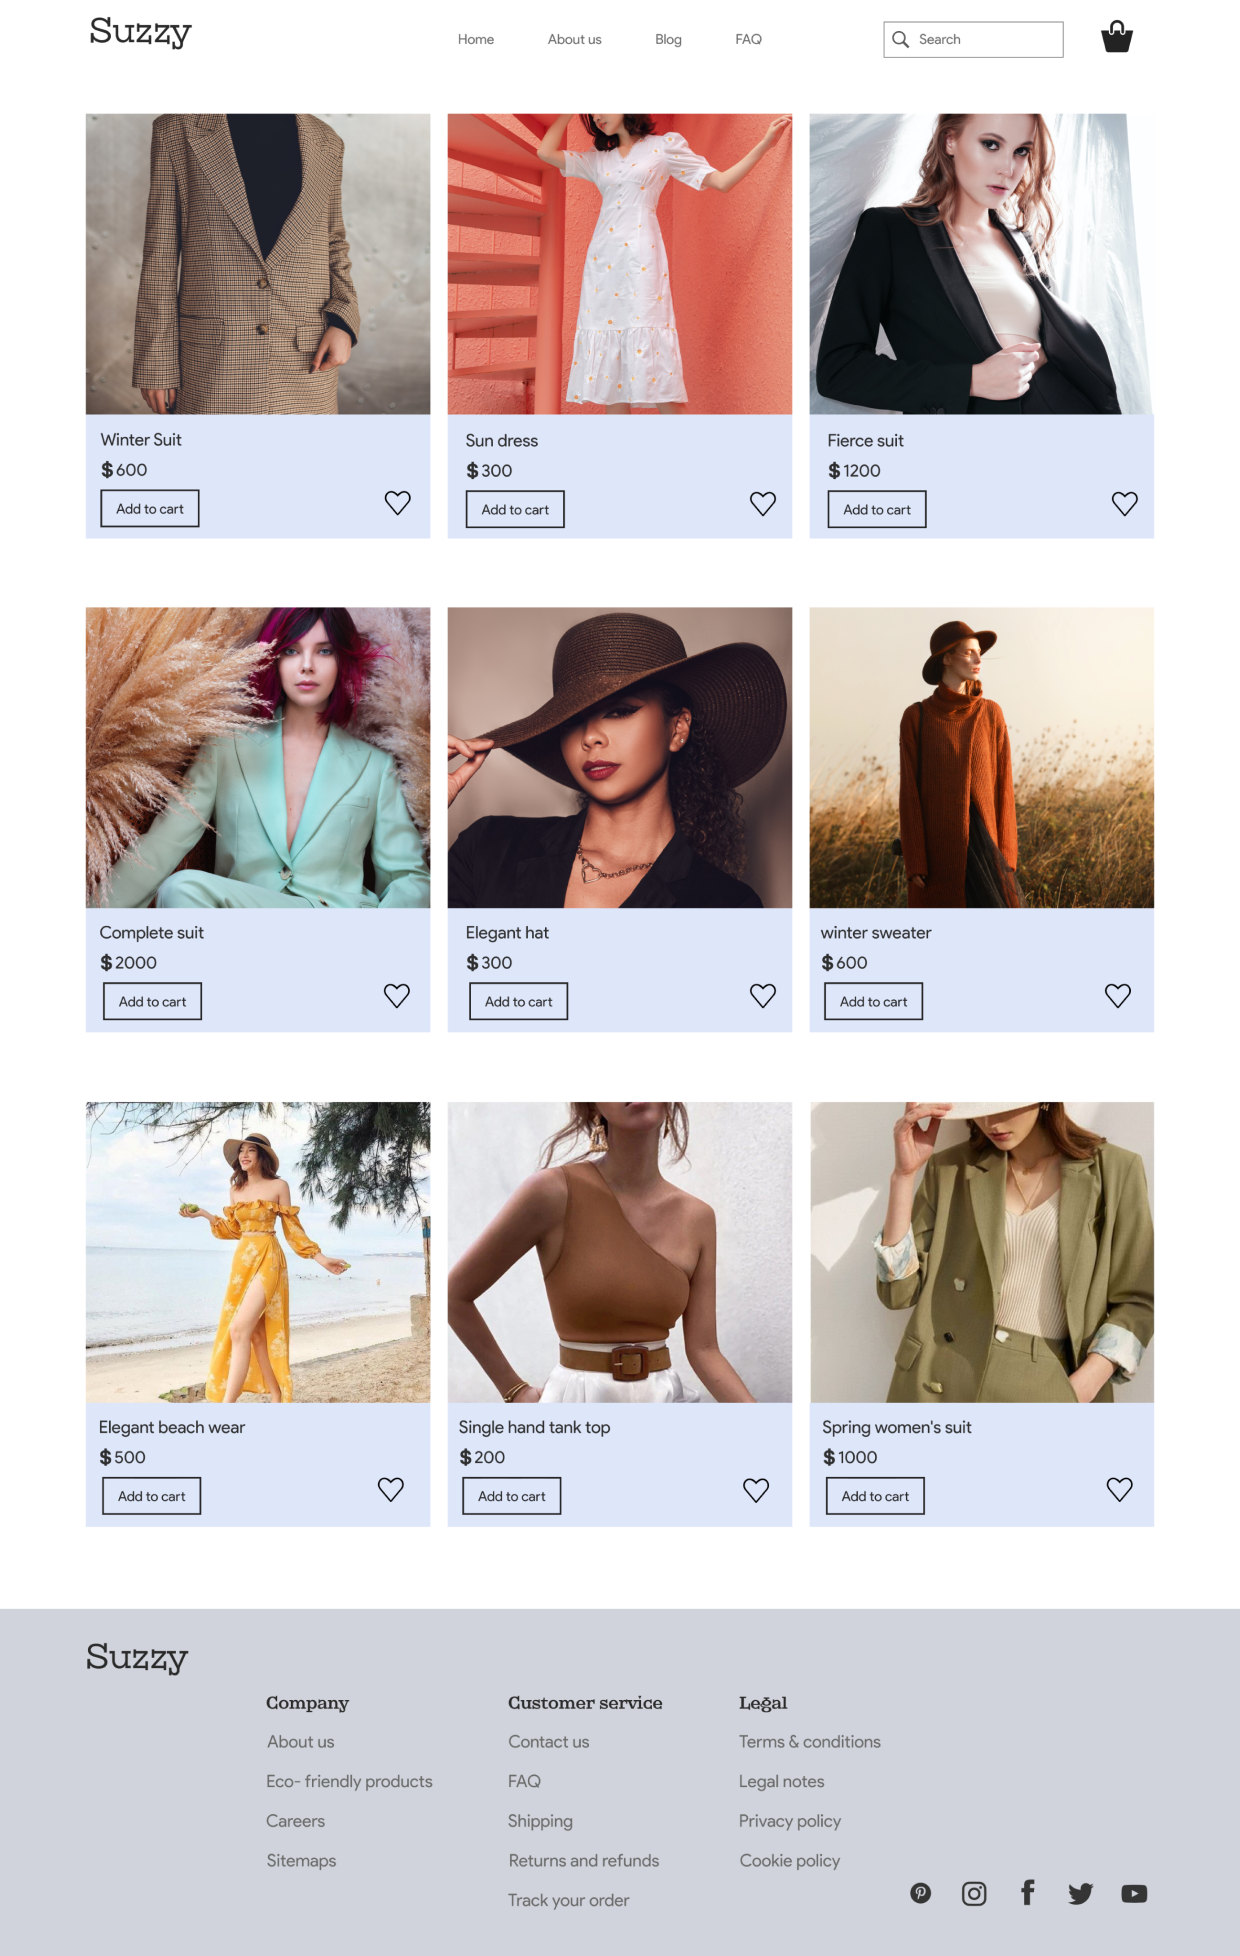 Suzzy
Home About us Blog FAQ Search
Winter Suit
$ 600
Add to cart
Sun dress
$ 300
Add to cart
Fierce suit
$ 1200
Add to cart
Complete suit
$ 2000
Add to cart
Elegant hat
$ 300
Add to cart
winter sweater
$ 600
Add to cart
Elegant beach wear
$ 500
Add to cart
Single hand tank top
$ 200
Add to cart
Spring women's suit
$ 1000
Add to cart
Suzzy
Company
About us
Eco- friendly products
Careers
Sitemaps
Customer service
Contact us
FAQ
Shipping
Returns and refunds
Track your order
Legal
Terms & conditions
Legal notes
Privacy policy
Cookie policy